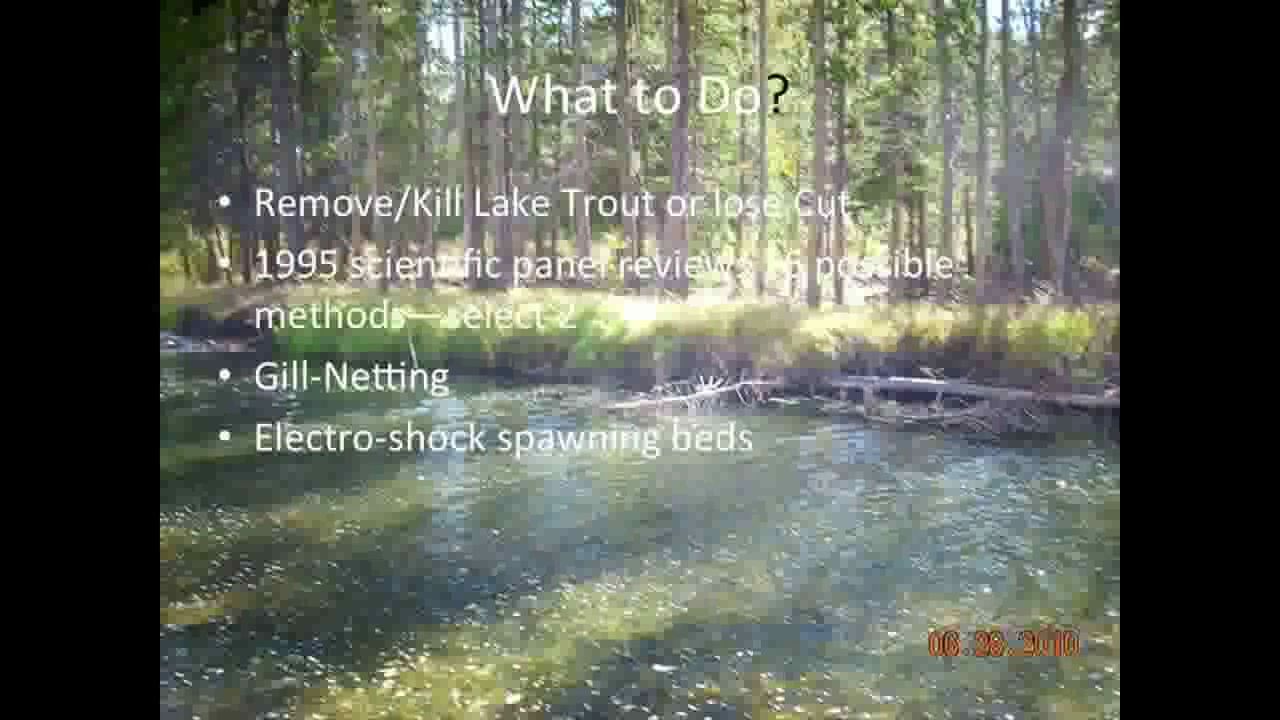 What to Do?
• Remove/Kill Lake Trout or lose Cut
• 1995 scientific panel reviews possible
methods—select 2
• Gill-Netting
• Electro-shock spawning beds
06.28.2010